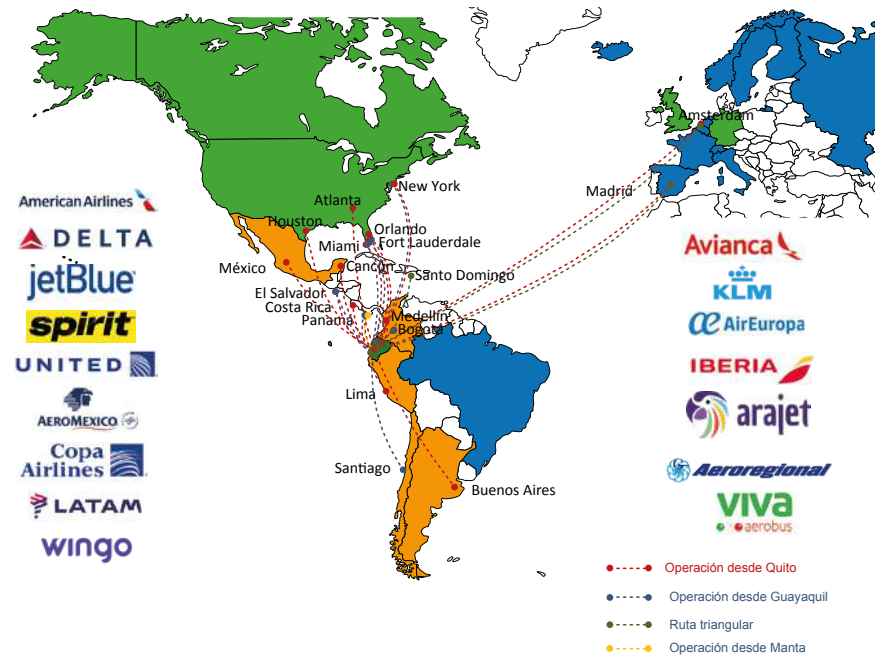 Amsterdam
New York
Madrid
Atlanta
American Airlines
Houston
Orlando
DELTA
Miami
Fort Lauderdale
Avianca
jetBlue
México
Cancún
Santo Domingo
KLM
El Salvador
spirit
Costa Rica
Panamá
Medellín
Bogotá
AirEuropa
UNITED
IBERIA
Lima
AEROMEXICO
arajet
Copa
Airlines
Santiago
Aeroregional
Buenos Aires
LATAM
viva
aerobus
wingo
Operación desde Quito
Operación desde Guayaquil
Ruta triangular
Operación desde Manta